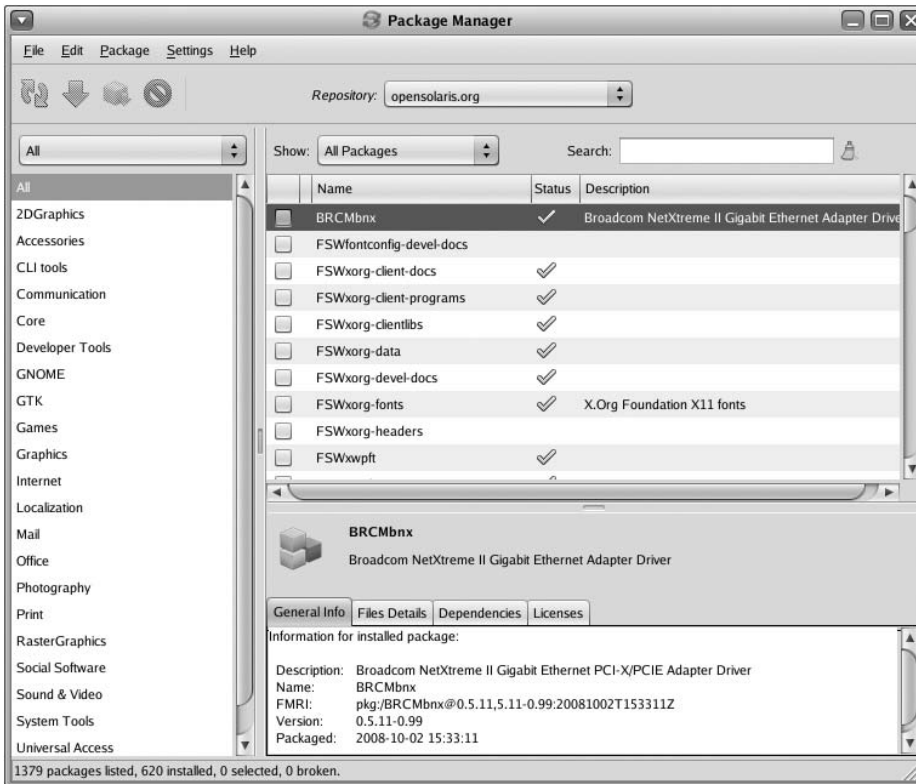 Package Manager
File Edit Package Settings Help
Repository: opensolaris.org
All
Show: All Packages
Search:
All
2DGraphics
Accessories
CLI tools
Communication
Core
Developer Tools
GNOME
GTK
Games
Graphics
Internet
Localization
Mail
Office
Photography
Print
RasterGraphics
Social Software
Sound & Video
System Tools
Universal Access
Name Status Description
BRCMbnx Broadcom NetXtreme II Gigabit Ethernet Adapter Drive
FSWfontconfig-devel-docs
FSWxorg-client-docs
FSWxorg-client-programs
FSWxorg-clientlibs
FSWxorg-data
FSWxorg-devel-docs
FSWxorg-fonts X.Org Foundation X11 fonts
FSWxorg-headers
FSWxwpft
BRCMbnx
Broadcom NetXtreme II Gigabit Ethernet Adapter Driver
General Info Files Details Dependencies Licenses
Information for installed package:
Description: Broadcom NetXtreme II Gigabit Ethernet PCI-X/PCIE Adapter Driver
Name: BRCMbnx
FMRI: pkg:/BRCMbnx@0.5.11,5.11-0.99:20081002T153311Z
Version: 0.5.11-0.99
Packaged: 2008-10-02 15:33:11
1379 packages listed, 620 installed, 0 selected, 0 broken.